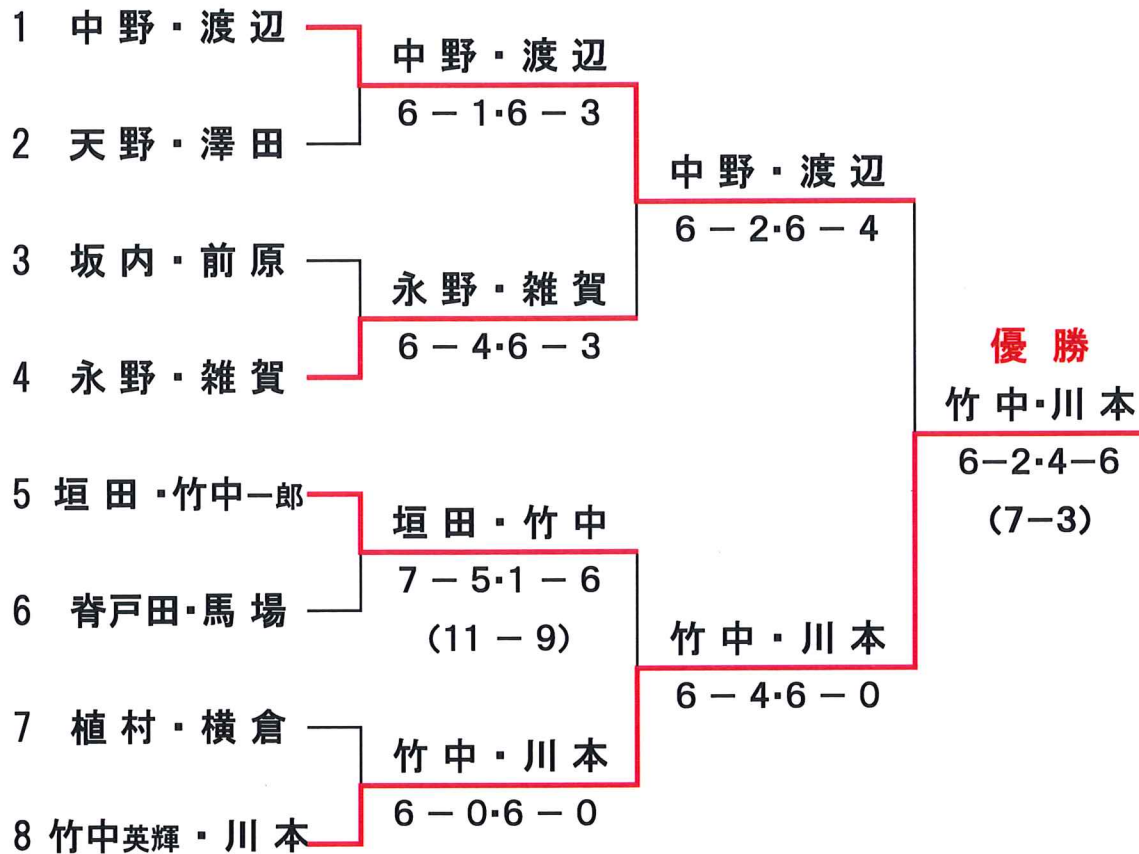 1 中野・渡辺
2 天野・澤田
3 坂内・前原
4 永野・雑賀
5 垣田・竹中一郎
6 脊戸田・馬場
7 植村・横倉
8 竹中英輝・川本
中野・渡辺
6-1・6-3
永野・雑賀
6-4・6-3
垣田・竹中
7-5・1-6
(11-9)
竹中・川本
6-0・6-0
中野・渡辺
6-2・6-4
竹中・川本
6-4・6-0
優勝
竹中・川本
6-2・4-6
(7-3)